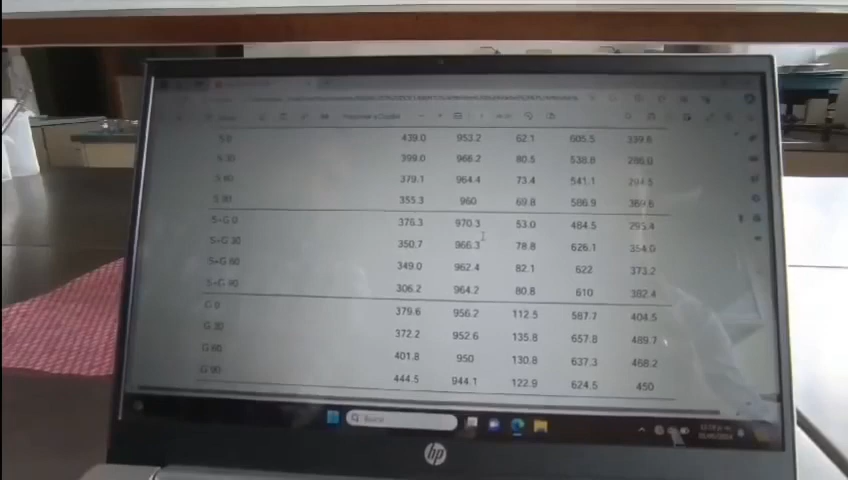 S 0 439.0 953.2 62.1 605.5 339.6
S 30 399.0 966.2 80.5 538.8 286.0
S 60 379.1 964.4 73.4 541.1 294.5
S 90 355.3 960 69.8 586.9 369.6
S+G 0 376.3 970.3 53.0 484.5 295.4
S+G 30 350.7 966.3 78.8 626.1 354.0
S+G 60 349.0 962.4 82.1 622 373.2
S+G 90 306.2 964.2 80.8 610 382.4
G 0 379.6 956.2 112.5 587.7 404.5
G 30 372.2 952.6 135.8 657.8 489.7
G 60 401.8 950 130.8 637.3 468.2
G 90 444.5 944.1 122.9 624.5 450
Buscar
hp